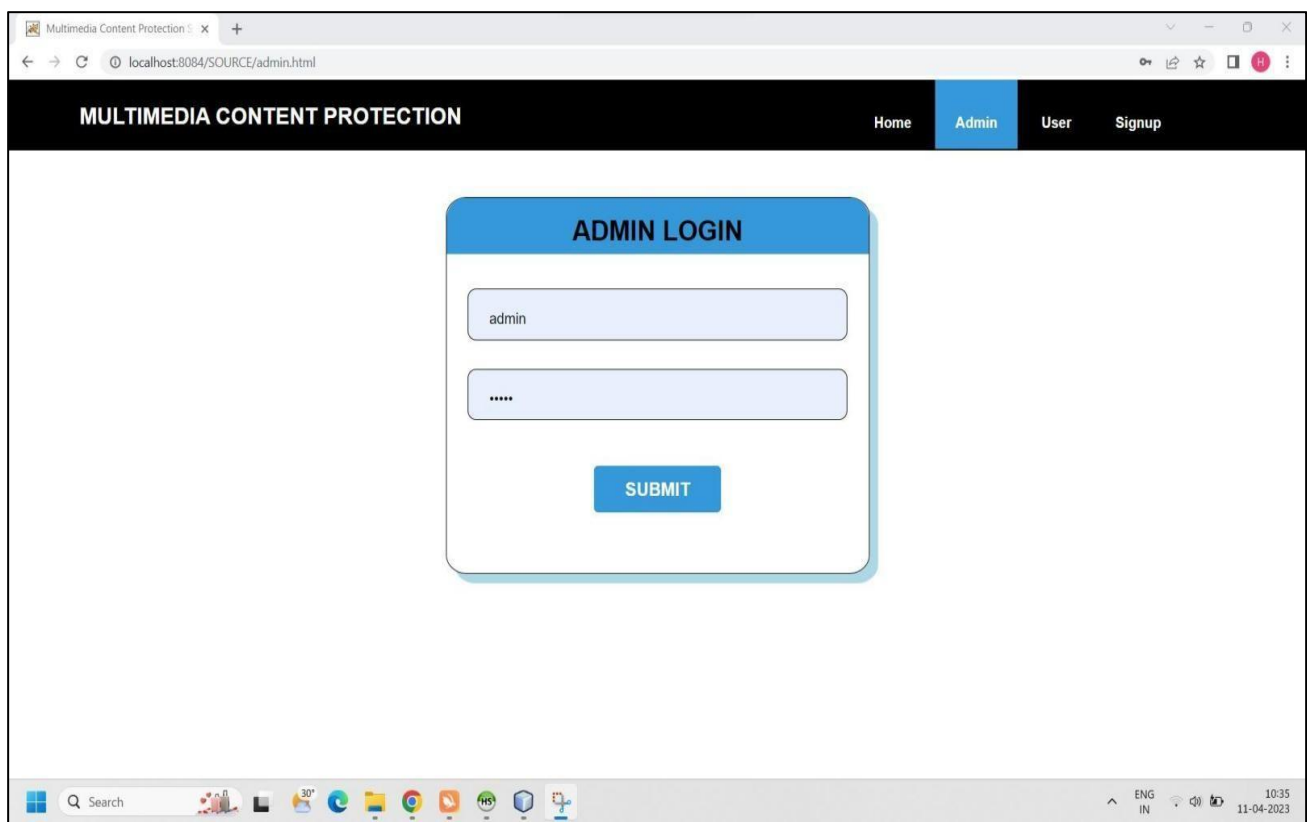 Multimedia Content Protection S
localhost:8084/SOURCE/admin.html
H
MULTIMEDIA CONTENT PROTECTION
Home
Admin
User
Signup
ADMIN LOGIN
admin
•••••
SUBMIT
Search
30°
HS
ENG
IN
10:35
11-04-2023